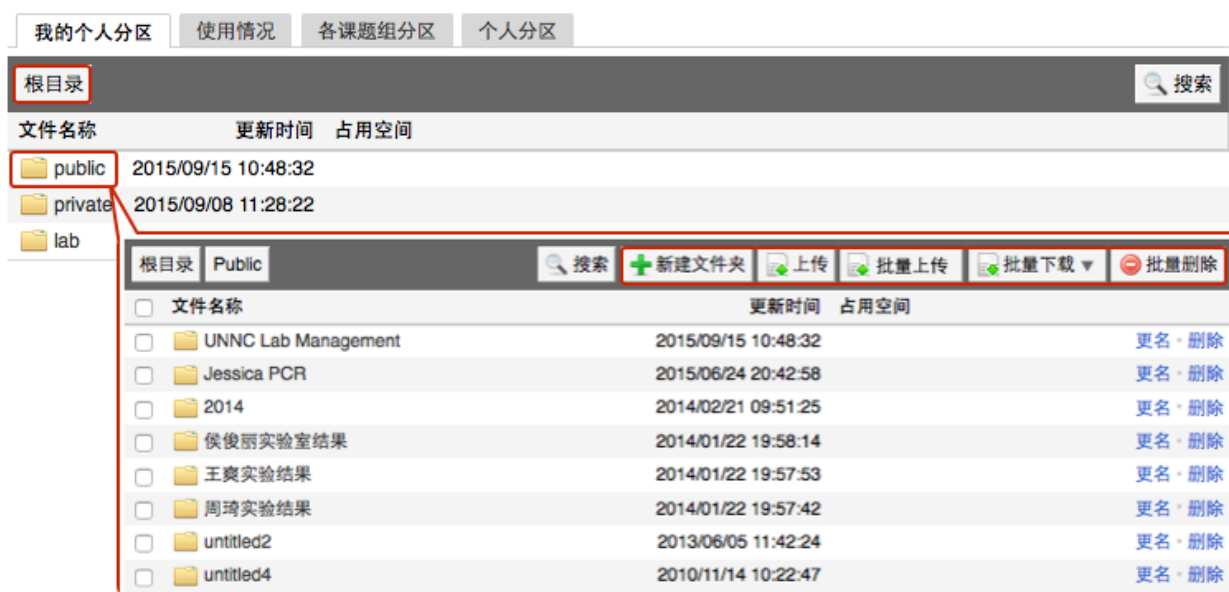 我的个人分区 使用情况 各课题组分区 个人分区
根目录 搜索
文件名称 更新时间 占用空间
public 2015/09/15 10:48:32
private 2015/09/08 11:28:22
lab
根目录 Public 搜索 新建文件夹 上传 批量上传 批量下载 ▼ 批量删除
文件名称 更新时间 占用空间
UNNC Lab Management 2015/09/15 10:48:32 更名 · 删除
Jessica PCR 2015/06/24 20:42:58 更名 · 删除
2014 2014/02/21 09:51:25 更名 · 删除
侯俊丽实验室结果 2014/01/22 19:58:14 更名 · 删除
王爽实验结果 2014/01/22 19:57:53 更名 · 删除
周琦实验结果 2014/01/22 19:57:42 更名 · 删除
untitled2 2013/06/05 11:42:24 更名 · 删除
untitled4 2010/11/14 10:22:47 更名 · 删除